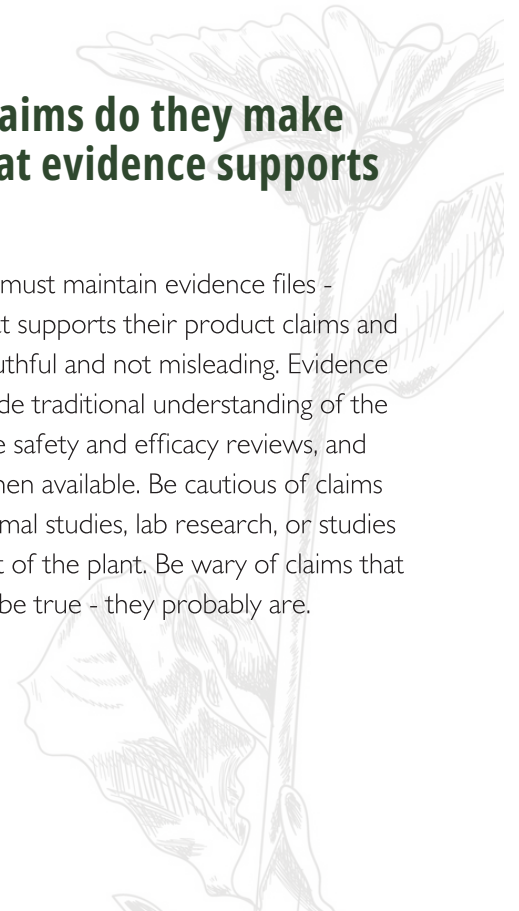 aims do they make
at evidence supports
must maintain evidence files -
t supports their product claims and
uthful and not misleading. Evidence
de traditional understanding of the
e safety and efficacy reviews, and
hen available. Be cautious of claims
mal studies, lab research, or studies
t of the plant. Be wary of claims that
be true - they probably are.